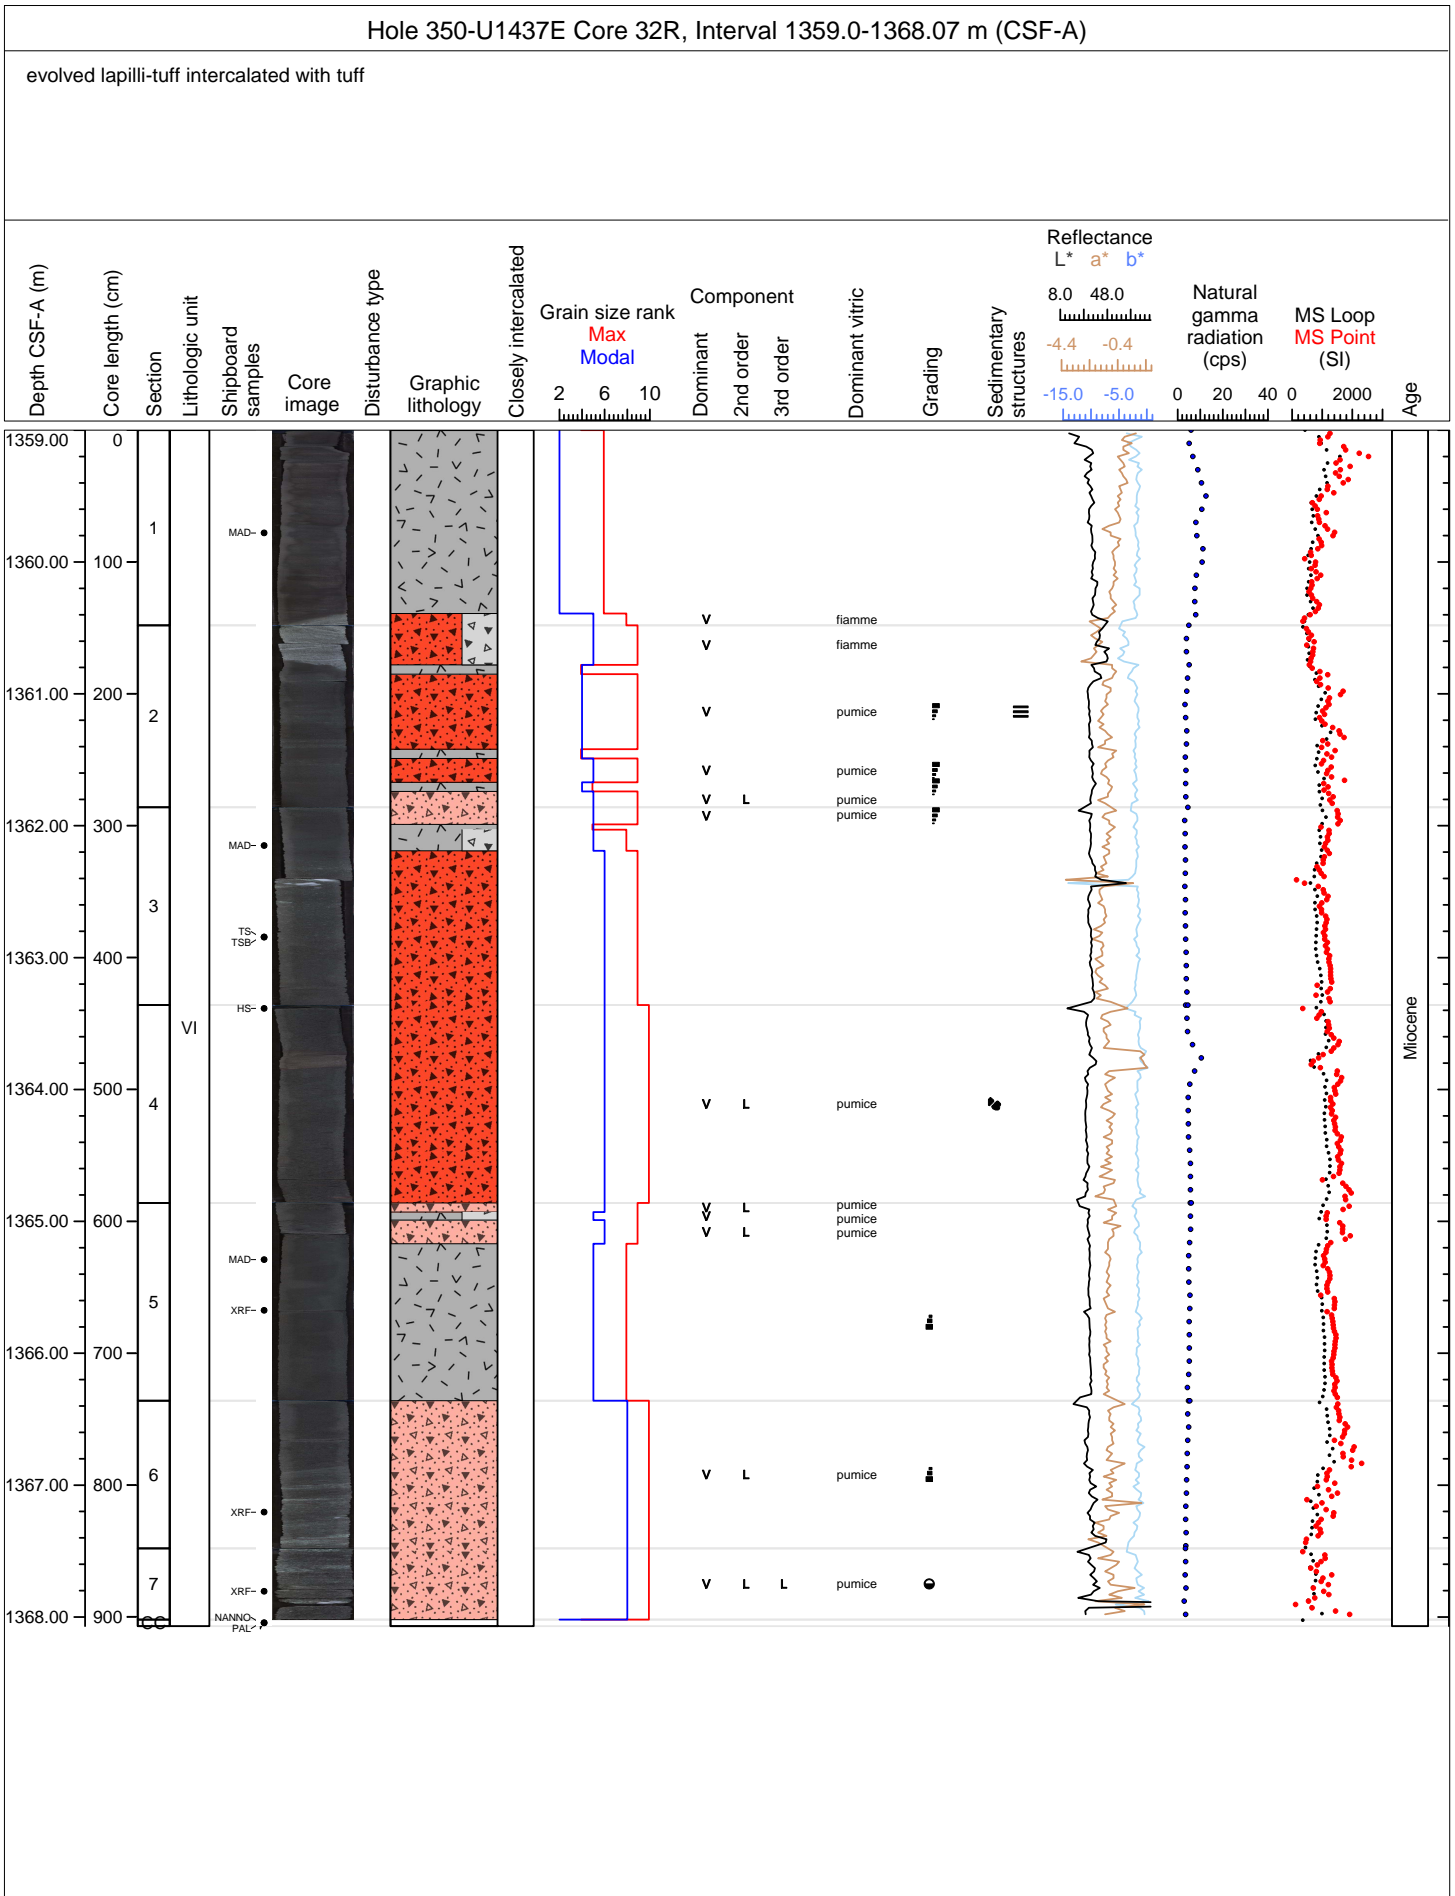 Hole 350-U1437E Core 32R, Interval 1359.0-1368.07 m (CSF-A)
evolved lapilli-tuff intercalated with tuff
Depth CSF-A (m)
Core length (cm)
Section
Lithologic unit
Shipboard
samples
Core
image
Disturbance type
Graphic
lithology
Closely intercalated
Grain size rank
Max
Modal
2 6 10
Component
Dominant
2nd order
3rd order
Dominant vitric
Grading
Sedimentary
structures
Reflectance
L* a* b*
8.0 48.0
-4.4 -0.4
-15.0 -5.0
Natural
gamma
radiation
(cps)
0 20 40
MS Loop
MS Point
(SI)
0 2000
Age
1359.00 0
1
MAD
1360.00 100
V fiamme
V fiamme
1361.00 200
2
V pumice
V pumice
V L pumice
V pumice
1362.00 300
MAD
3
TS
TSB
1363.00 400
HS
VI
Miocene
1364.00 500
4
V L pumice
V L pumice
V pumice
1365.00 600
V L pumice
MAD
5
XRF
1366.00 700
6
V L pumice
1367.00 800
XRF
7
V L L pumice
XRF
1368.00 900
CC
NANNO
PAL